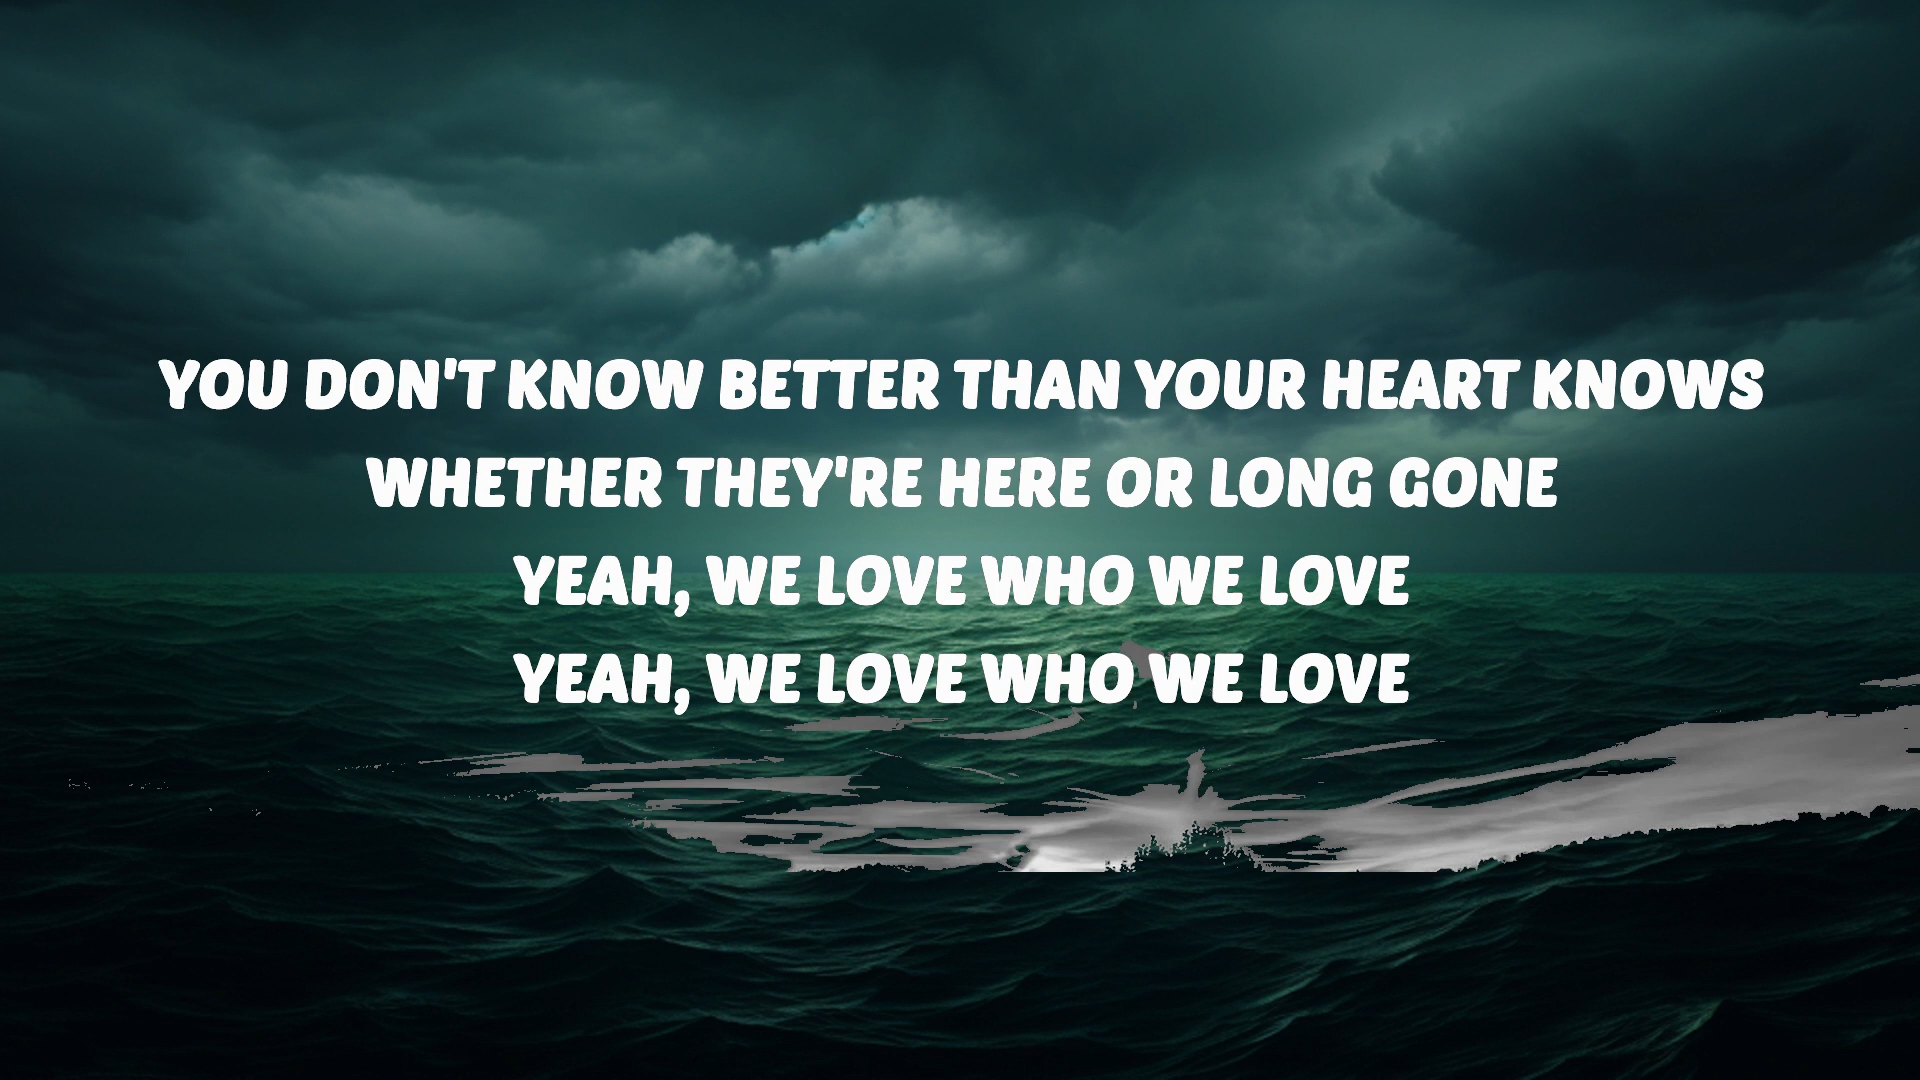 YOU DON'T KNOW BETTER THAN YOUR HEART KNOWS
WHETHER THEY'RE HERE OR LONG GONE
YEAH, WE LOVE WHO WE LOVE
YEAH, WE LOVE WHO WE LOVE